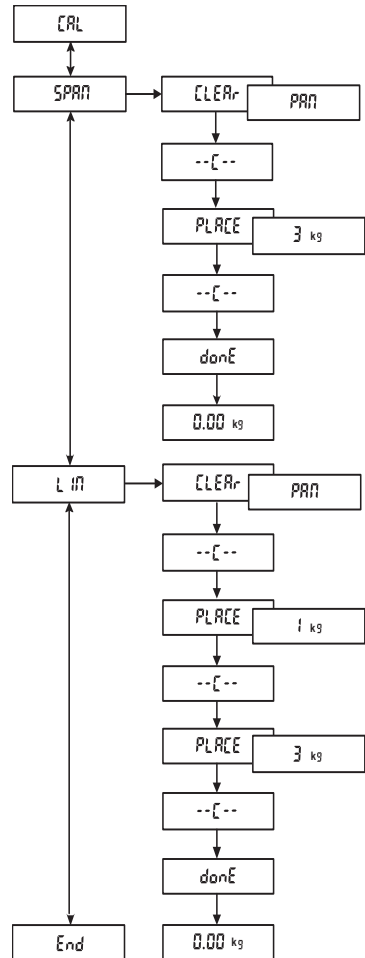 CAL
SPAN
CLEAr
PAN
--C--
PLACE
3 kg
--C--
donE
0.00 kg
LIN
CLEAr
PAN
--C--
PLACE
1 kg
--C--
PLACE
3 kg
--C--
donE
End
0.00 kg